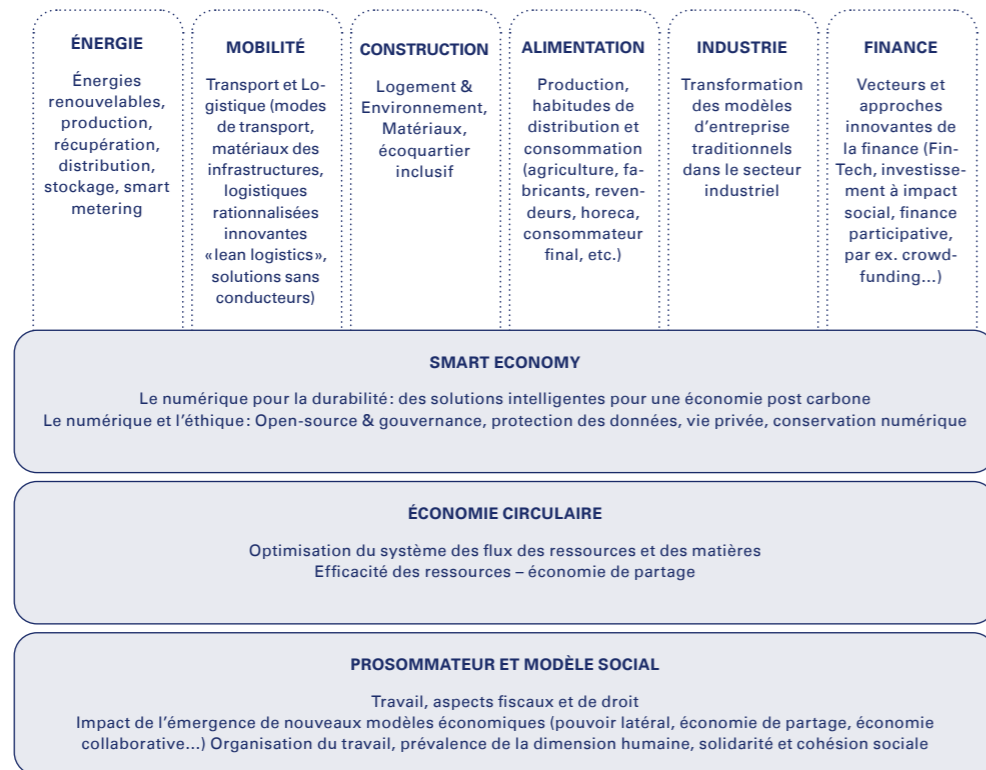 ÉNERGIE
Énergies
renouvelables,
production,
récupération,
distribution,
stockage, smart
metering
MOBILITÉ
Transport et Lo-
gistique (modes
de transport,
matériaux des
infrastructures,
logistiques
rationnalisées
innovantes
«lean logistics»,
solutions sans
conducteurs)
CONSTRUCTION
Logement &
Environnement,
Matériaux,
écoquartier
inclusif
ALIMENTATION
Production,
habitudes de
distribution et
consommation
(agriculture, fa-
bricants, reven-
deurs, horeca,
consommateur
final, etc.)
INDUSTRIE
Transformation
des modèles
d’entreprise
traditionnels
dans le secteur
industriel
FINANCE
Vecteurs et
approches
innovantes de
la finance (Fin-
Tech, investisse-
ment à impact
social, finance
participative,
par ex. crowd-
funding...)
SMART ECONOMY
Le numérique pour la durabilité: des solutions intelligentes pour une économie post carbone
Le numérique et l’éthique: Open-source & gouvernance, protection des données, vie privée, conservation numérique
ÉCONOMIE CIRCULAIRE
Optimisation du système des flux des ressources et des matières
Efficacité des ressources – économie de partage
PROSOMMATEUR ET MODÈLE SOCIAL
Travail, aspects fiscaux et de droit
Impact de l’émergence de nouveaux modèles économiques (pouvoir latéral, économie de partage, économie
collaborative...) Organisation du travail, prévalence de la dimension humaine, solidarité et cohésion sociale